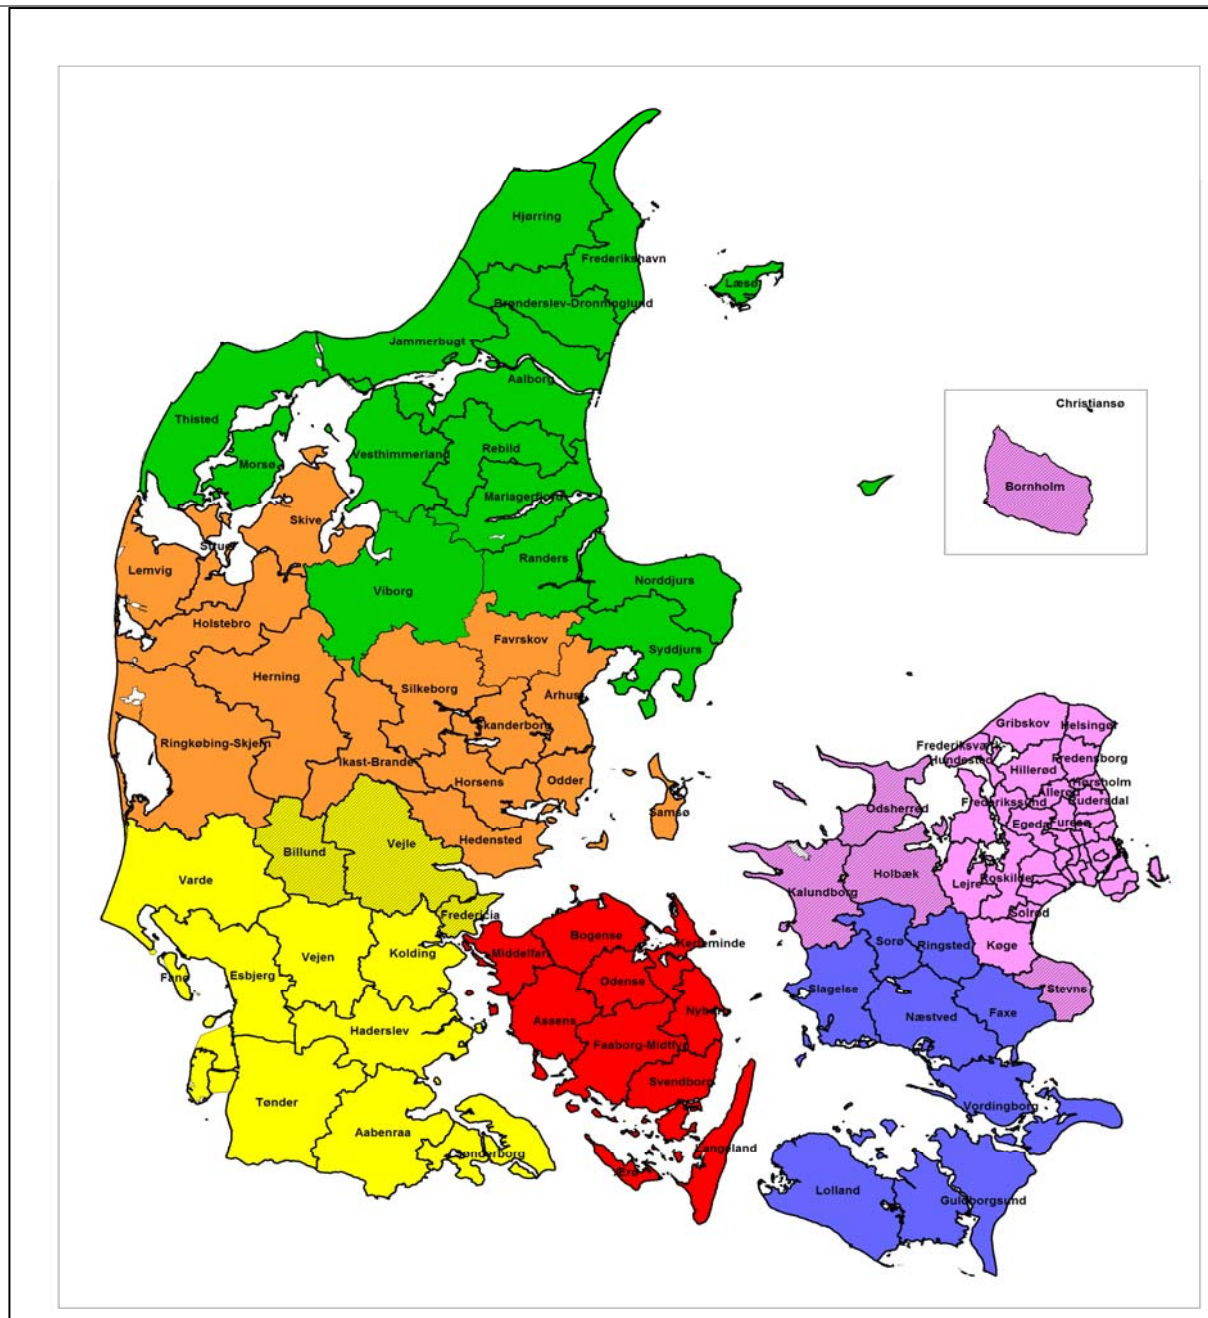 Hjørring
Frederikshavn
Læsø
Brønderslev-Dronninglund
Jammerbugt
Aalborg
Christiansø
Thisted
Rebild
Vesthimmerland
Morsø
Bornholm
Mariagerfjord
Skive
Struer
Randers
Lemvig
Norddjurs
Viborg
Holstebro
Favrskov
Syddjurs
Herning
Silkeborg
Århus
Skanderborg
Gribskov
Helsingør
Ringkøbing-Skjern
Frederiksværk-
Hundested
Fredensborg
Ikast-Brande
Hillerød
Horsens
Odder
Hørsholm
Allerød
Rudersdal
Frederikssund
Odsherred
Samsø
Egedal
Furesø
Hedensted
Vejle
Billund
Varde
Holbæk
Roskilde
Lejre
Kalundborg
Solrød
Fredericia
Bogense
Kerteminde
Sorø
Ringsted
Køge
Middelfart
Kolding
Vejen
Esbjerg
Fanø
Odense
Slagelse
Stevns
Nyborg
Næstved
Faxe
Assens
Haderslev
Faaborg-Midtfyn
Svendborg
Tønder
Vordingborg
Aabenraa
Langeland
Sønderborg
Ærø
Lolland
Guldborgsund